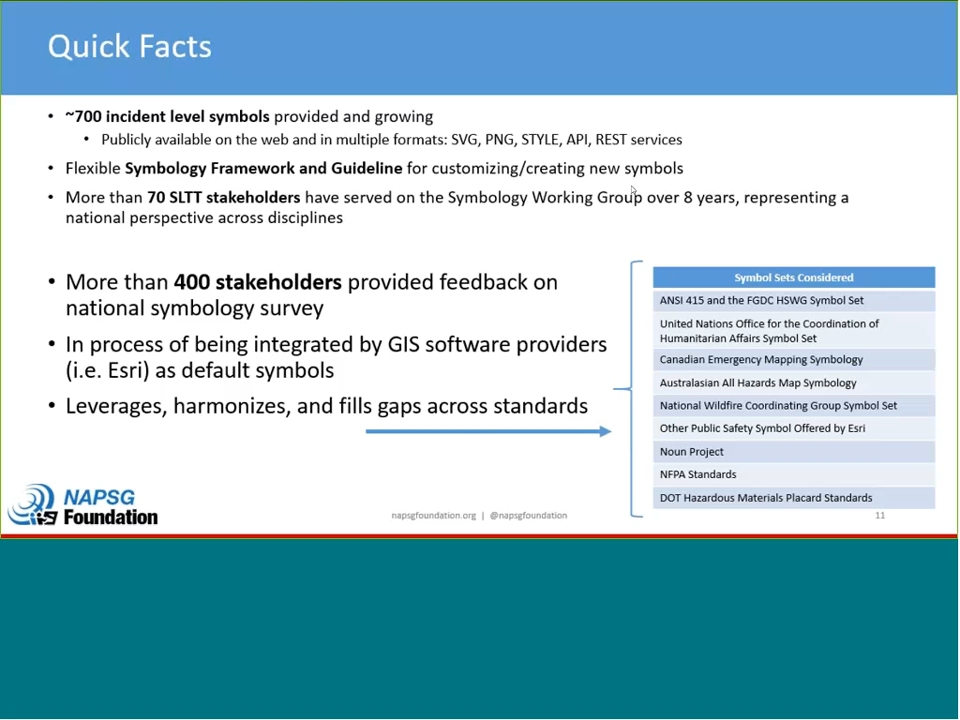 Quick Facts
• ~700 incident level symbols provided and growing
• Publicly available on the web and in multiple formats: SVG, PNG, STYLE, API, REST services
• Flexible Symbology Framework and Guideline for customizing/creating new symbols
• More than 70 SLTT stakeholders have served on the Symbology Working Group over 8 years, representing a
national perspective across disciplines
• More than 400 stakeholders provided feedback on
national symbology survey
• In process of being integrated by GIS software providers
(i.e. Esri) as default symbols
• Leverages, harmonizes, and fills gaps across standards
Symbol Sets Considered
ANSI 415 and the FGDC HSWG Symbol Set
United Nations Office for the Coordination of
Humanitarian Affairs Symbol Set
Canadian Emergency Mapping Symbology
Australasian All Hazards Map Symbology
National Wildfire Coordinating Group Symbol Set
Other Public Safety Symbol Offered by Esri
Noun Project
NFPA Standards
DOT Hazardous Materials Placard Standards
NAPSG
Foundation
napsgfoundation.org | @napsgfoundation
11